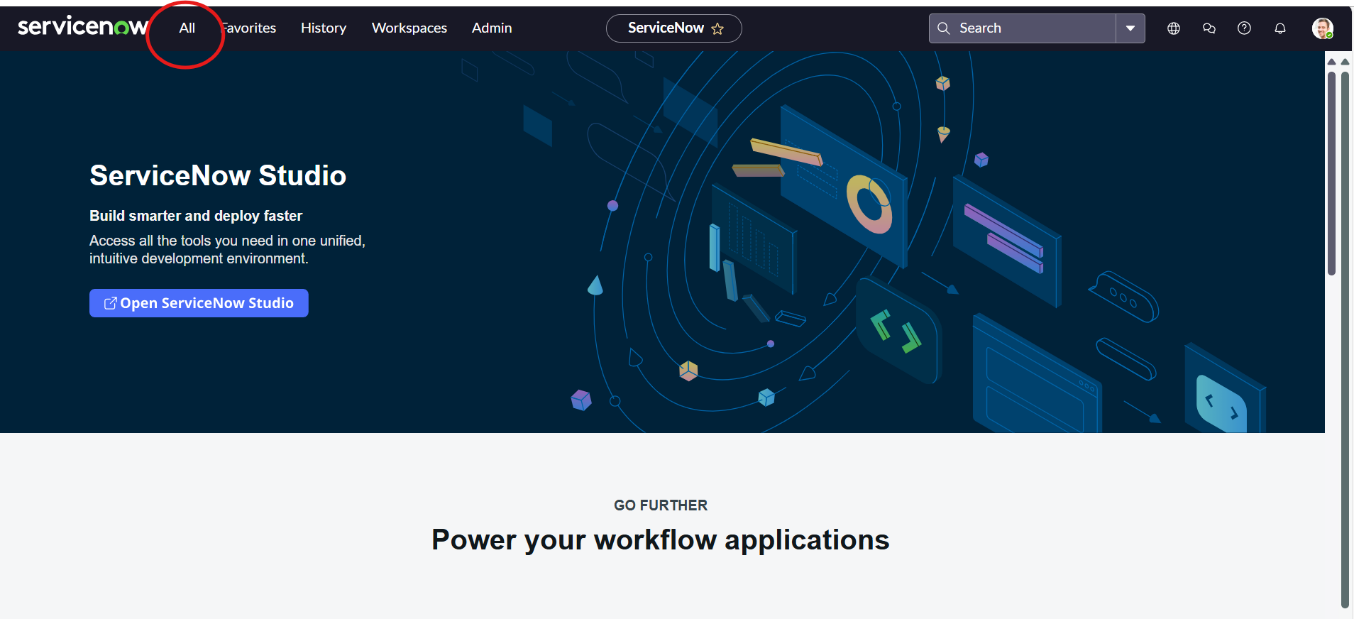 servicenow All Favorites History Workspaces Admin ServiceNow Search
ServiceNow Studio
Build smarter and deploy faster
Access all the tools you need in one unified,
intuitive development environment.
Open ServiceNow Studio
GO FURTHER
Power your workflow applications